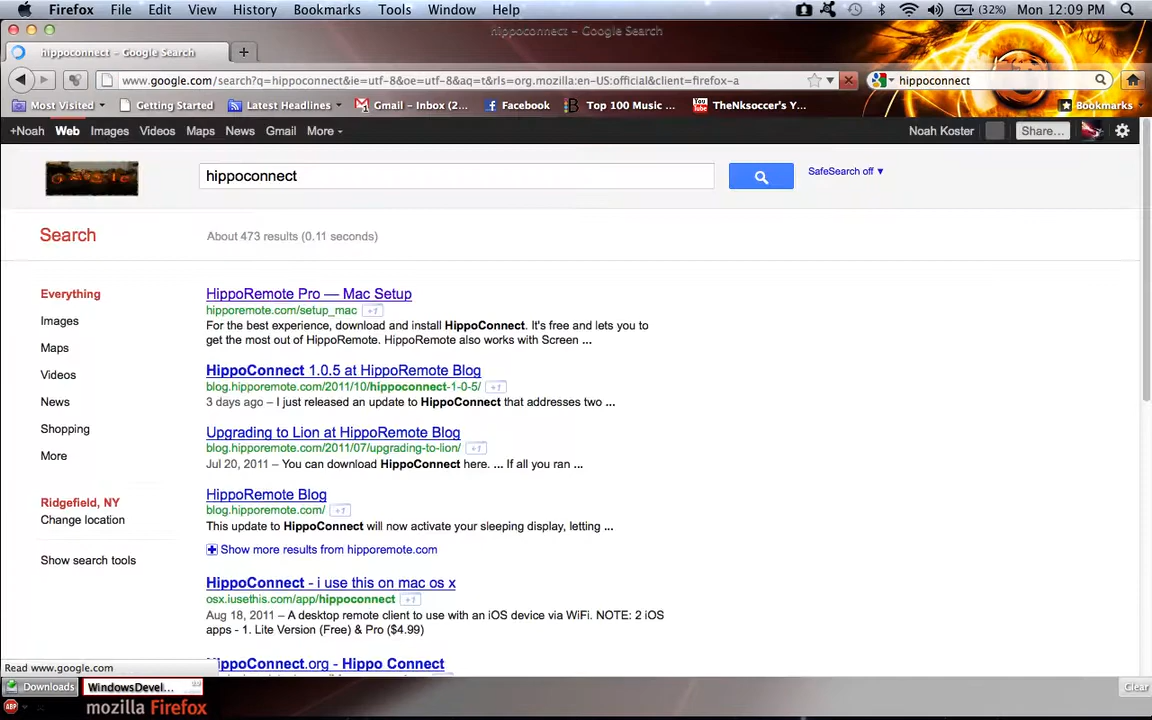 Firefox File Edit View History Bookmarks Tools Window Help (32%) Mon 12:09 PM
hippoconnect – Google Search
hippoconnect – Google Search +
www.google.com/search?q=hippoconnect&ie=utf-8&oe=utf-8&aq=t&rls=org.mozilla:en-US:official&client=firefox-a hippoconnect
Most Visited Getting Started Latest Headlines Gmail – Inbox (2... Facebook Top 100 Music ... TheNksoccer's Y... Bookmarks
+Noah Web Images Videos Maps News Gmail More Noah Koster Share...
hippoconnect SafeSearch off ▼
Search About 473 results (0.11 seconds)
Everything
Images
Maps
Videos
News
Shopping
More
Ridgefield, NY
Change location
Show search tools
HippoRemote Pro — Mac Setup
hipporemote.com/setup_mac +1
For the best experience, download and install HippoConnect. It's free and lets you to
get the most out of HippoRemote. HippoRemote also works with Screen ...
HippoConnect 1.0.5 at HippoRemote Blog
blog.hipporemote.com/2011/10/hippoconnect-1-0-5/ +1
3 days ago – I just released an update to HippoConnect that addresses two ...
Upgrading to Lion at HippoRemote Blog
blog.hipporemote.com/2011/07/upgrading-to-lion/ +1
Jul 20, 2011 – You can download HippoConnect here. ... If all you ran ...
HippoRemote Blog
blog.hipporemote.com/ +1
This update to HippoConnect will now activate your sleeping display, letting ...
Show more results from hipporemote.com
HippoConnect - i use this on mac os x
osx.iusethis.com/app/hippoconnect +1
Aug 18, 2011 – A desktop remote client to use with an iOS device via WiFi. NOTE: 2 iOS
apps - 1. Lite Version (Free) & Pro ($4.99)
HippoConnect.org - Hippo Connect
Read www.google.com
Downloads WindowsDevel... Clear
ABP mozilla Firefox